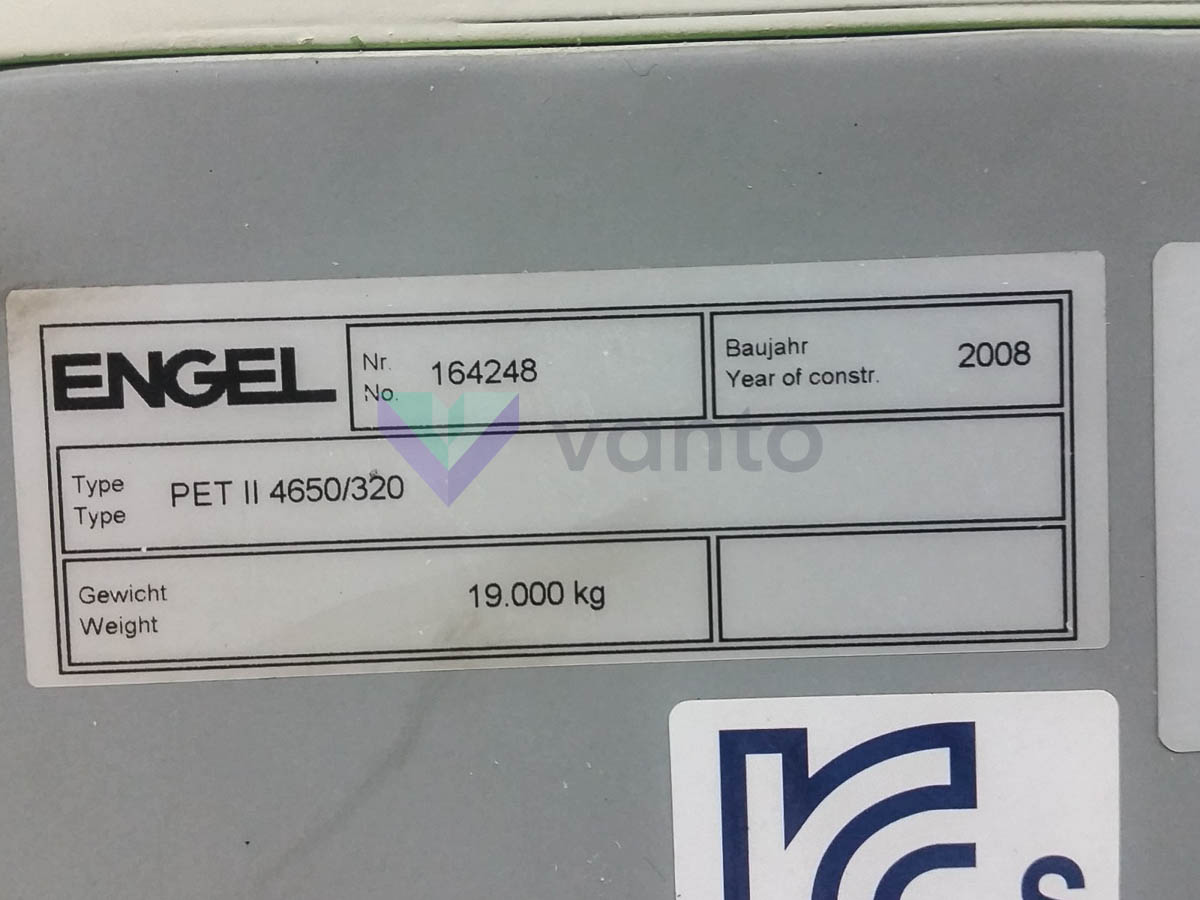 ENGEL
Nr. 164248
No.
Baujahr 2008
Year of constr.
vanto
Type PET II 4650/320
Type
Gewicht 19.000 kg
Weight
S